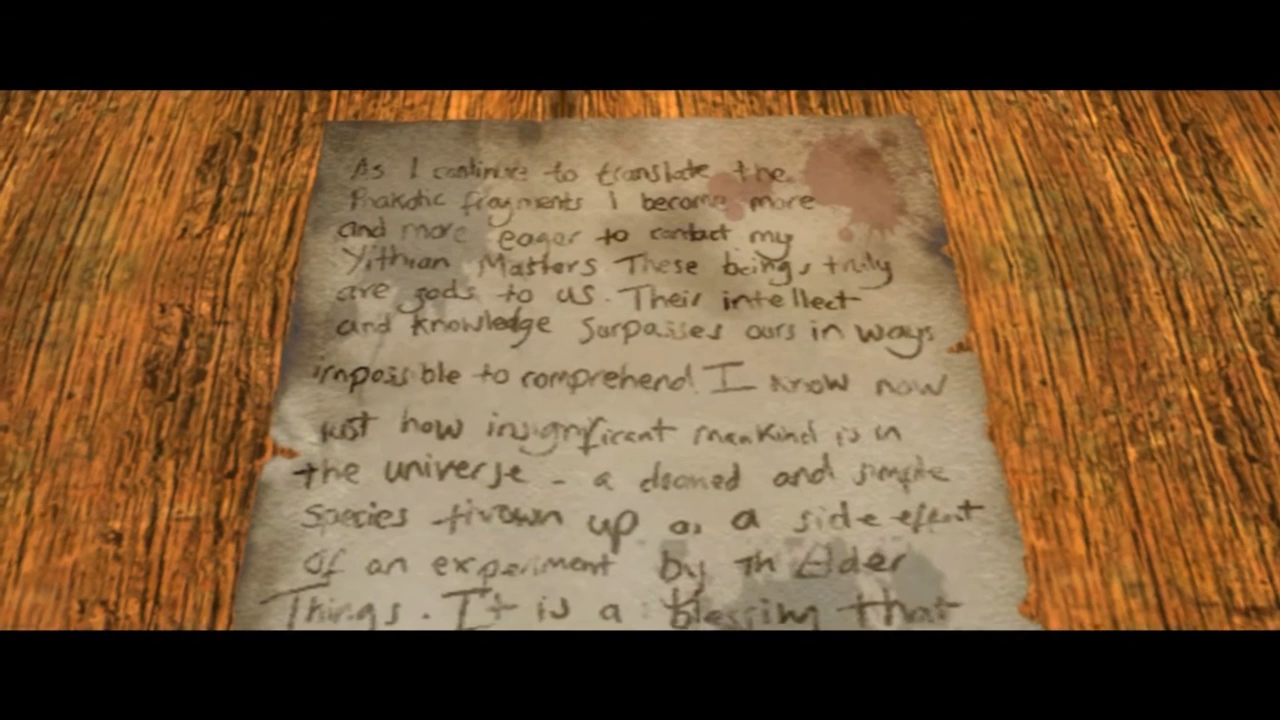 As I continue to translate the
Pnakotic fragments I become more
and more eager to contact my
Yithian Masters These beings truly
are gods to us. Their intellect
and knowledge surpasses ours in ways
impossible to comprehend. I know now
just how insignificant mankind is in
the universe - a doomed and simple
species thrown up as a side effect
of an experiment by th Elder
Things. It is a blessing that